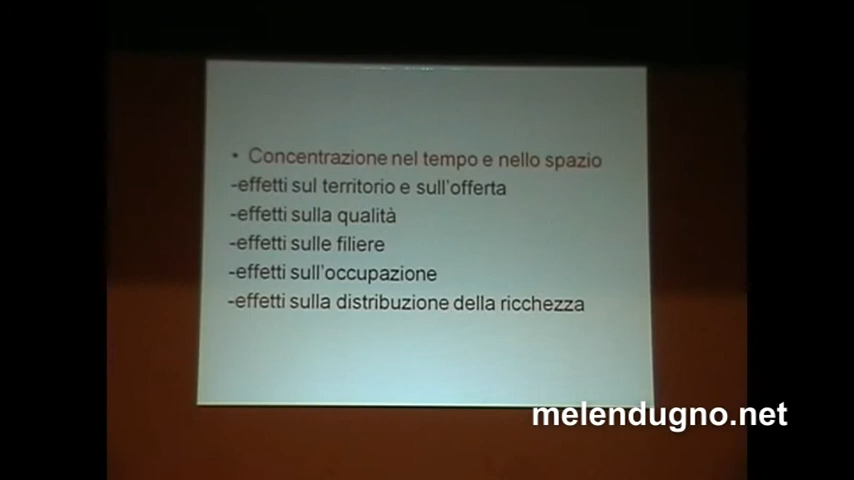 • Concentrazione nel tempo e nello spazio
-effetti sul territorio e sull'offerta
-effetti sulla qualità
-effetti sulle filiere
-effetti sull'occupazione
-effetti sulla distribuzione della ricchezza
melendugno.net